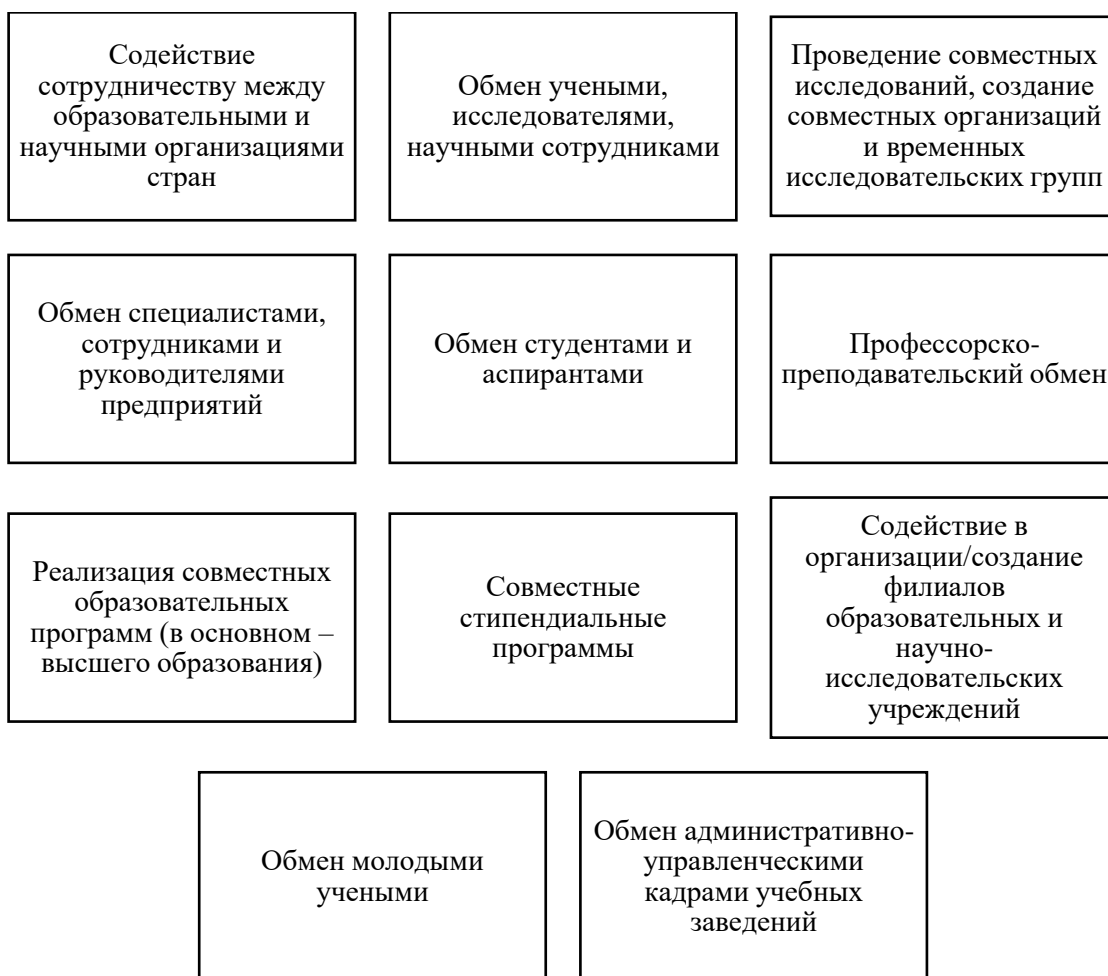 Содействие
сотрудничеству между
образовательными и
научными организациями
стран
Обмен учеными,
исследователями,
научными сотрудниками
Проведение совместных
исследований, создание
совместных организаций
и временных
исследовательских групп
Обмен специалистами,
сотрудниками и
руководителями
предприятий
Обмен студентами и
аспирантами
Профессорско-
преподавательский обмен
Реализация совместных
образовательных
программ (в основном –
высшего образования)
Совместные
стипендиальные
программы
Содействие в
организации/создание
филиалов
образовательных и
научно-
исследовательских
учреждений
Обмен молодыми
учеными
Обмен административно-
управленческими
кадрами учебных
заведений